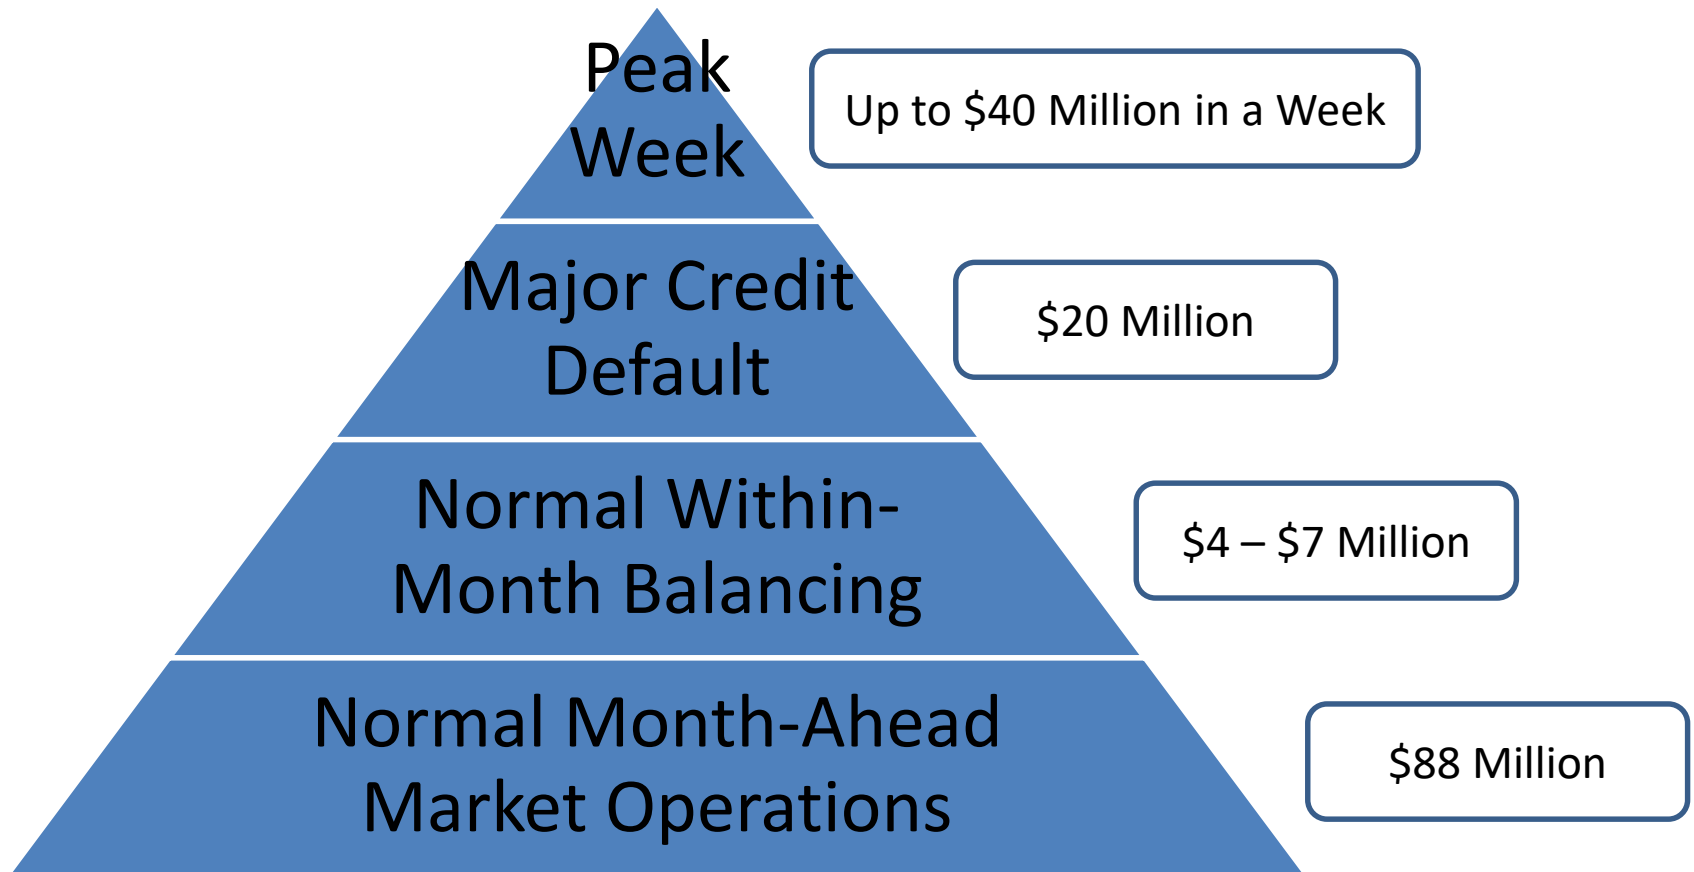 Peak
Week
Up to $40 Million in a Week
Major Credit
Default
$20 Million
Normal Within-
Month Balancing
$4 – $7 Million
Normal Month-Ahead
Market Operations
$88 Million